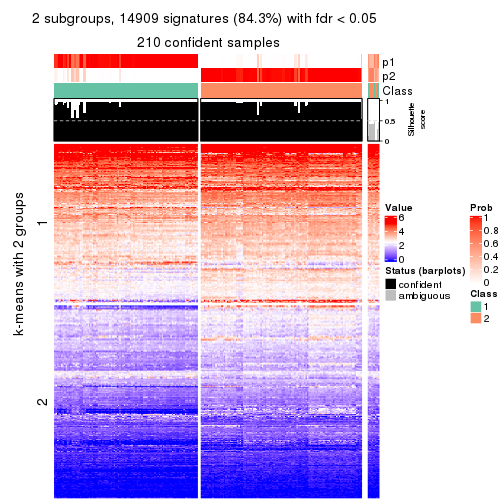 2 subgroups, 14909 signatures (84.3%) with fdr < 0.05
210 confident samples
p1
p2
Class
1
0.5
0
Silhouette
score
k-means with 2 groups
1
2
Value
6
4
2
0
Status (barplots)
confident
ambiguous
Prob
1
0.8
0.6
0.4
0.2
0
Class
1
2